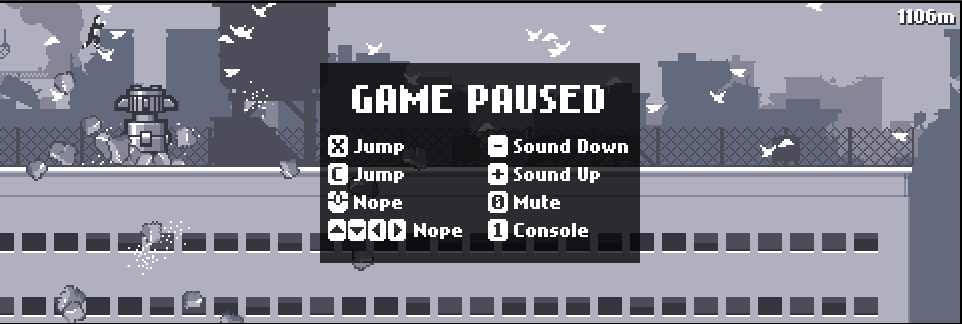 1106m
GAME PAUSED
X Jump
C Jump
Nope
Nope
- Sound Down
+ Sound Up
0 Mute
1 Console